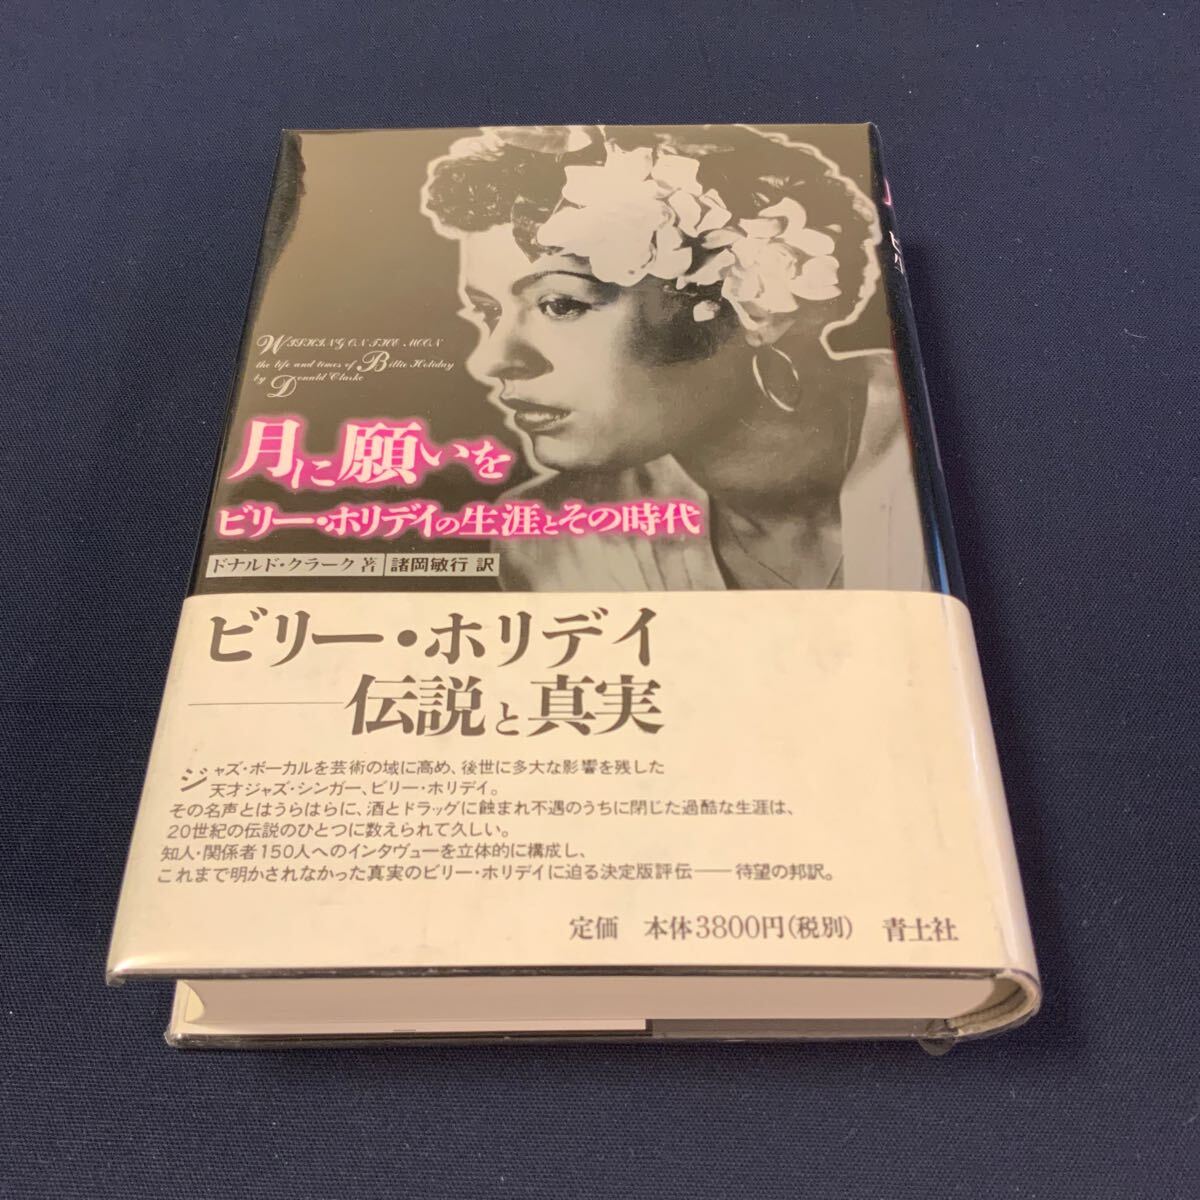 WISHING ON THE MOON
the life and times of Billie Holiday
by Donald Clarke
月に願いを
ビリー・ホリデイの生涯とその時代
ドナルド・クラーク 著 諸岡敏行 訳
ビリー・ホリデイ
――伝説と真実
ジャズ・ボーカルを芸術の域に高め、後世に多大な影響を残した
天才ジャズ・シンガー、ビリー・ホリデイ。
その名声とはうらはらに、酒とドラッグに蝕まれ不遇のうちに閉じた過酷な生涯は、
20世紀の伝説のひとつに数えられて久しい。
知人・関係者150人へのインタヴューを立体的に構成し、
これまで明かされなかった真実のビリー・ホリデイに迫る決定版評伝――待望の邦訳。
定価 本体3800円(税別) 青土社